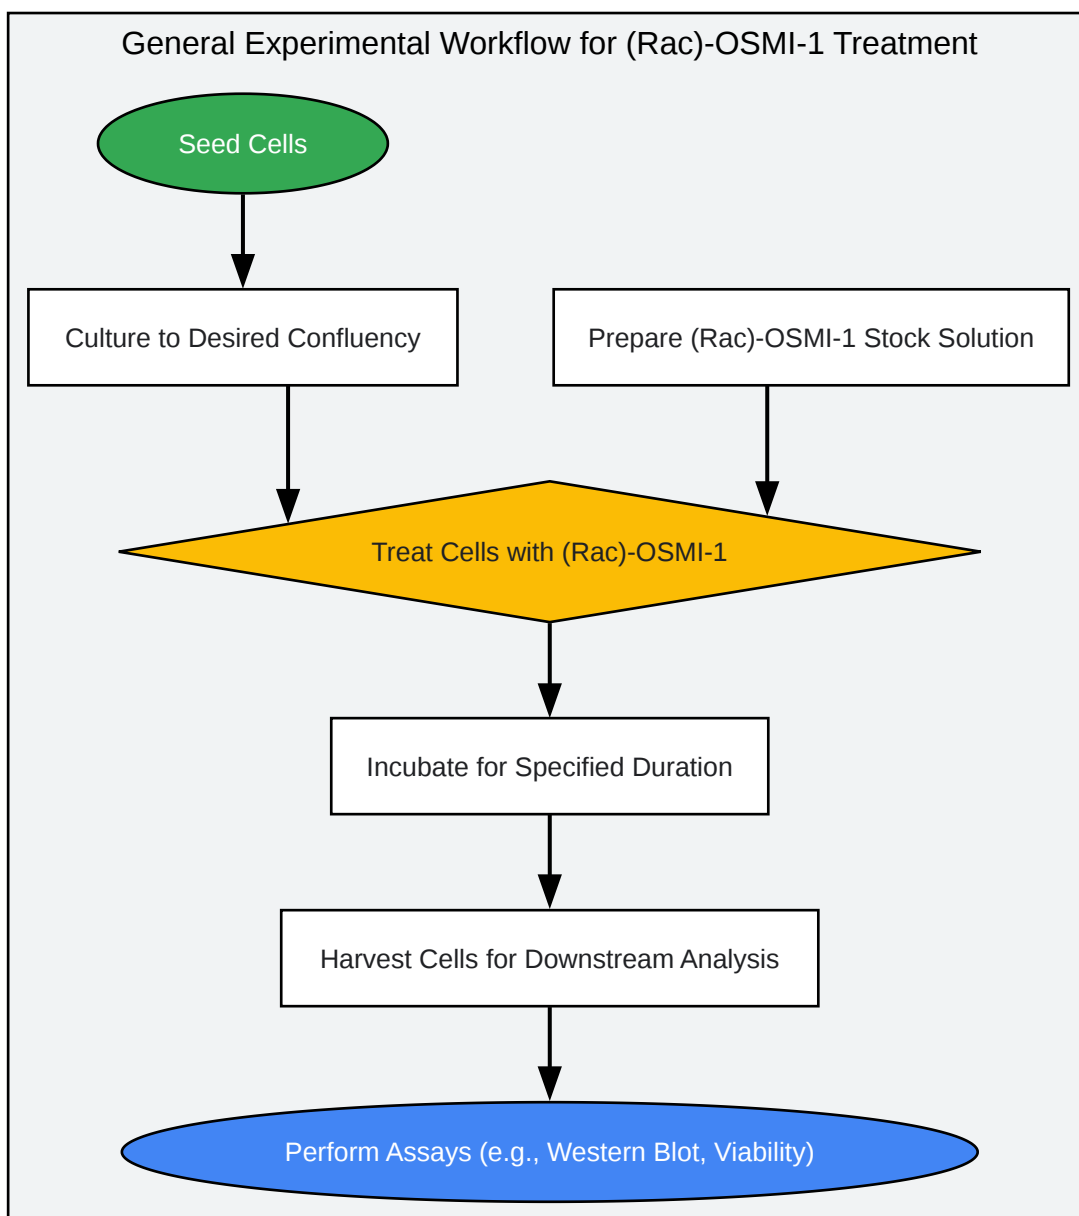 General Experimental Workflow for (Rac)-OSMI-1 Treatment
Seed Cells
Culture to Desired Confluency
Prepare (Rac)-OSMI-1 Stock Solution
Treat Cells with (Rac)-OSMI-1
Incubate for Specified Duration
Harvest Cells for Downstream Analysis
Perform Assays (e.g., Western Blot, Viability)